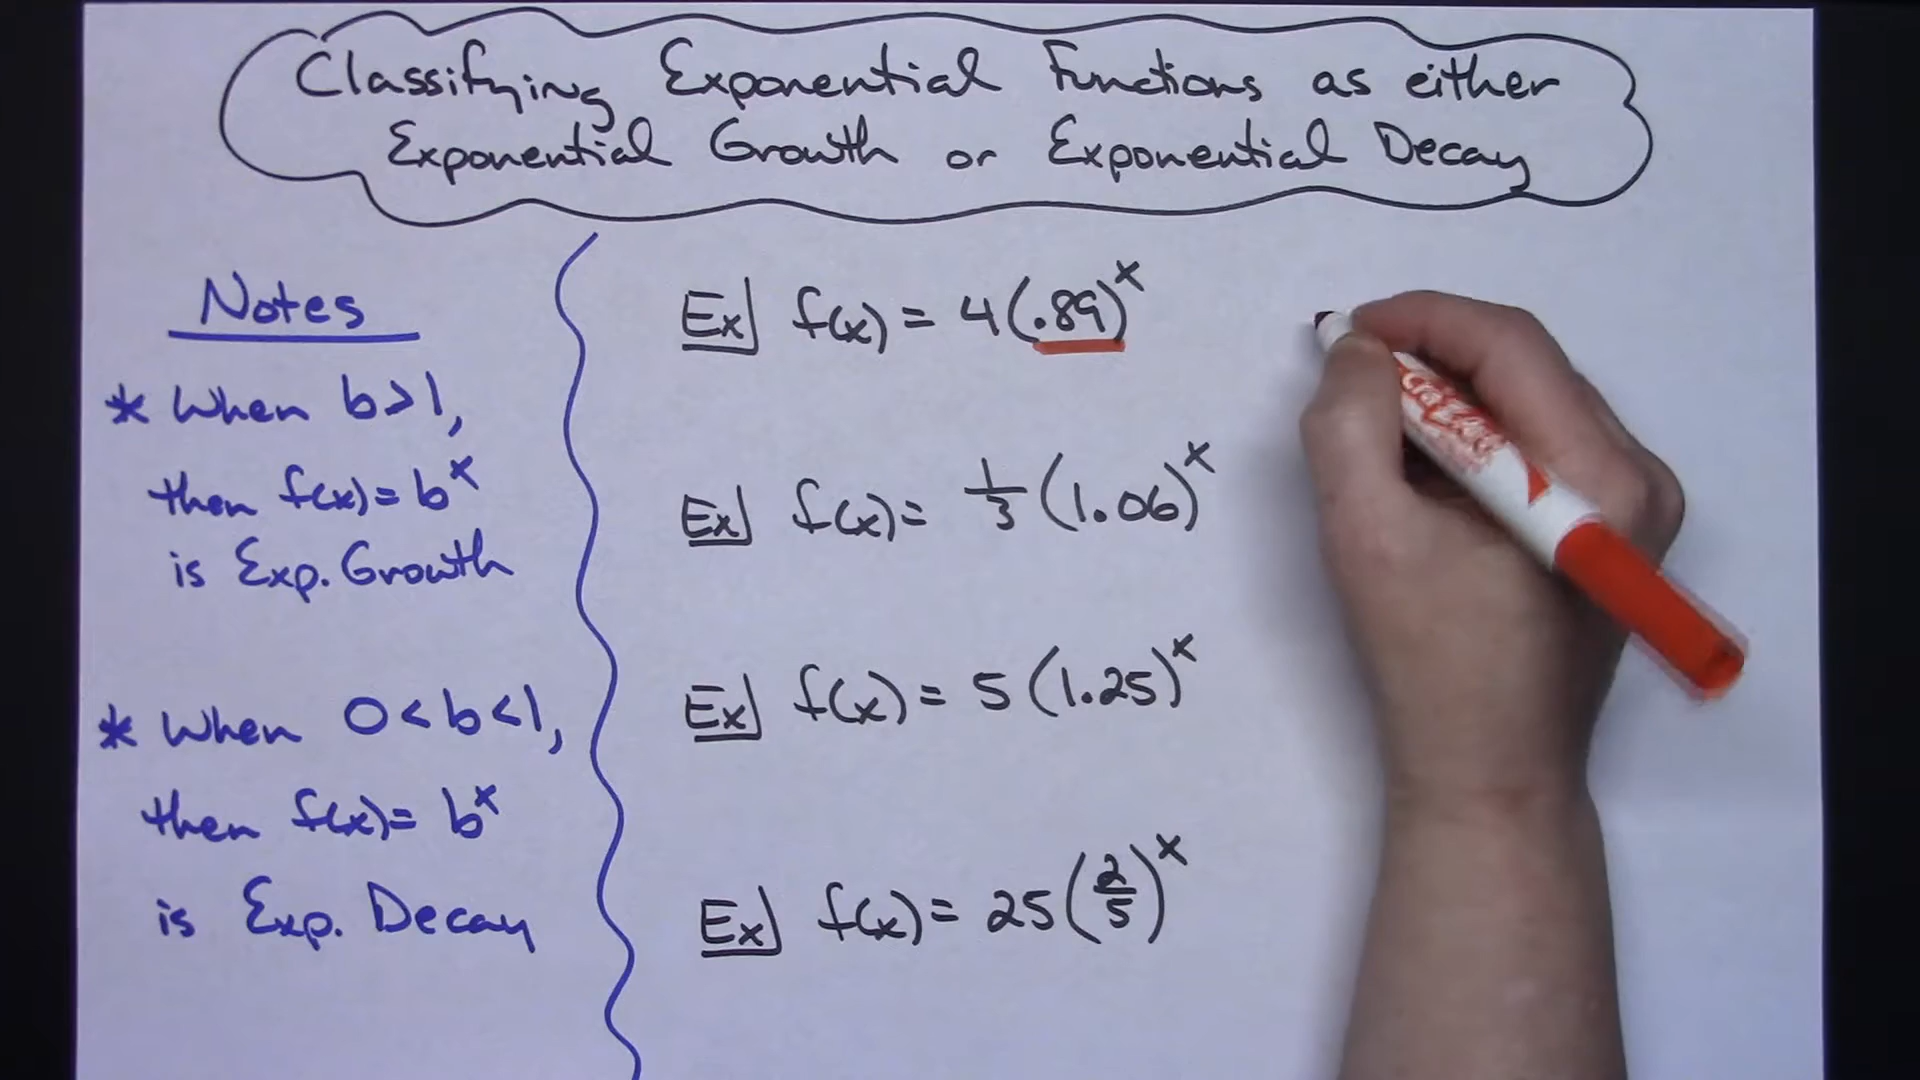 Classifying Exponential Functions as either
Exponential Growth or Exponential Decay
Notes
* When b>1,
then f(x)=b^x
is Exp. Growth
* When 0<b<1,
then f(x)=b^x
is Exp. Decay
Ex f(x)=4(.89)^x
Ex f(x)=1/3(1.06)^x
Ex f(x)=5(1.25)^x
Ex f(x)=25(2/5)^x